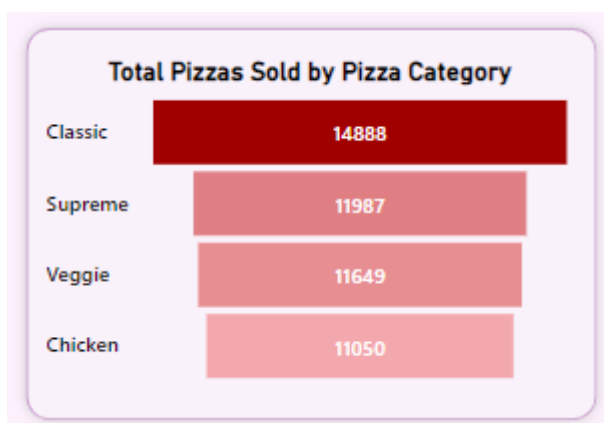 Total Pizzas Sold by Pizza Category
Classic 14888
Supreme 11987
Veggie 11649
Chicken 11050